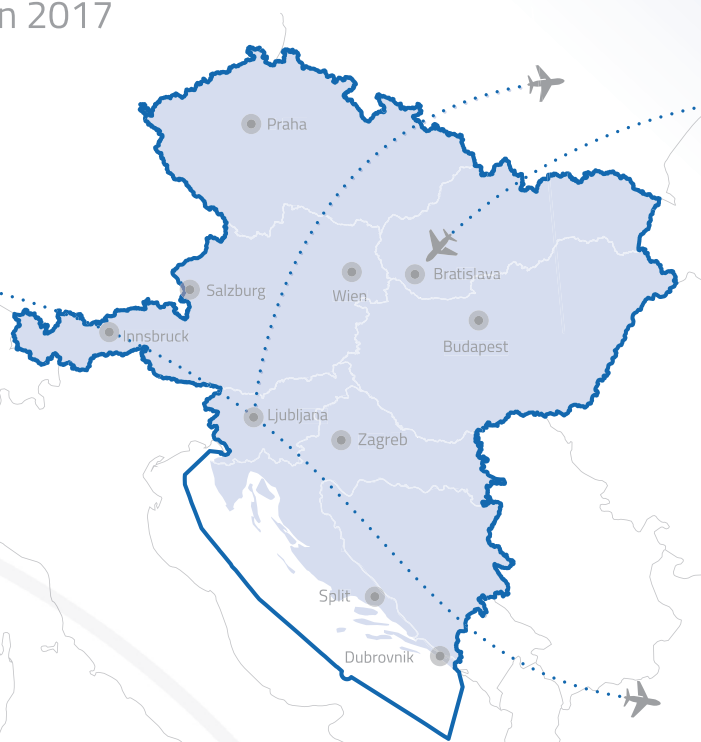 n 2017
Praha
Salzburg
Wien
Bratislava
Innsbruck
Budapest
Ljubljana
Zagreb
Split
Dubrovnik